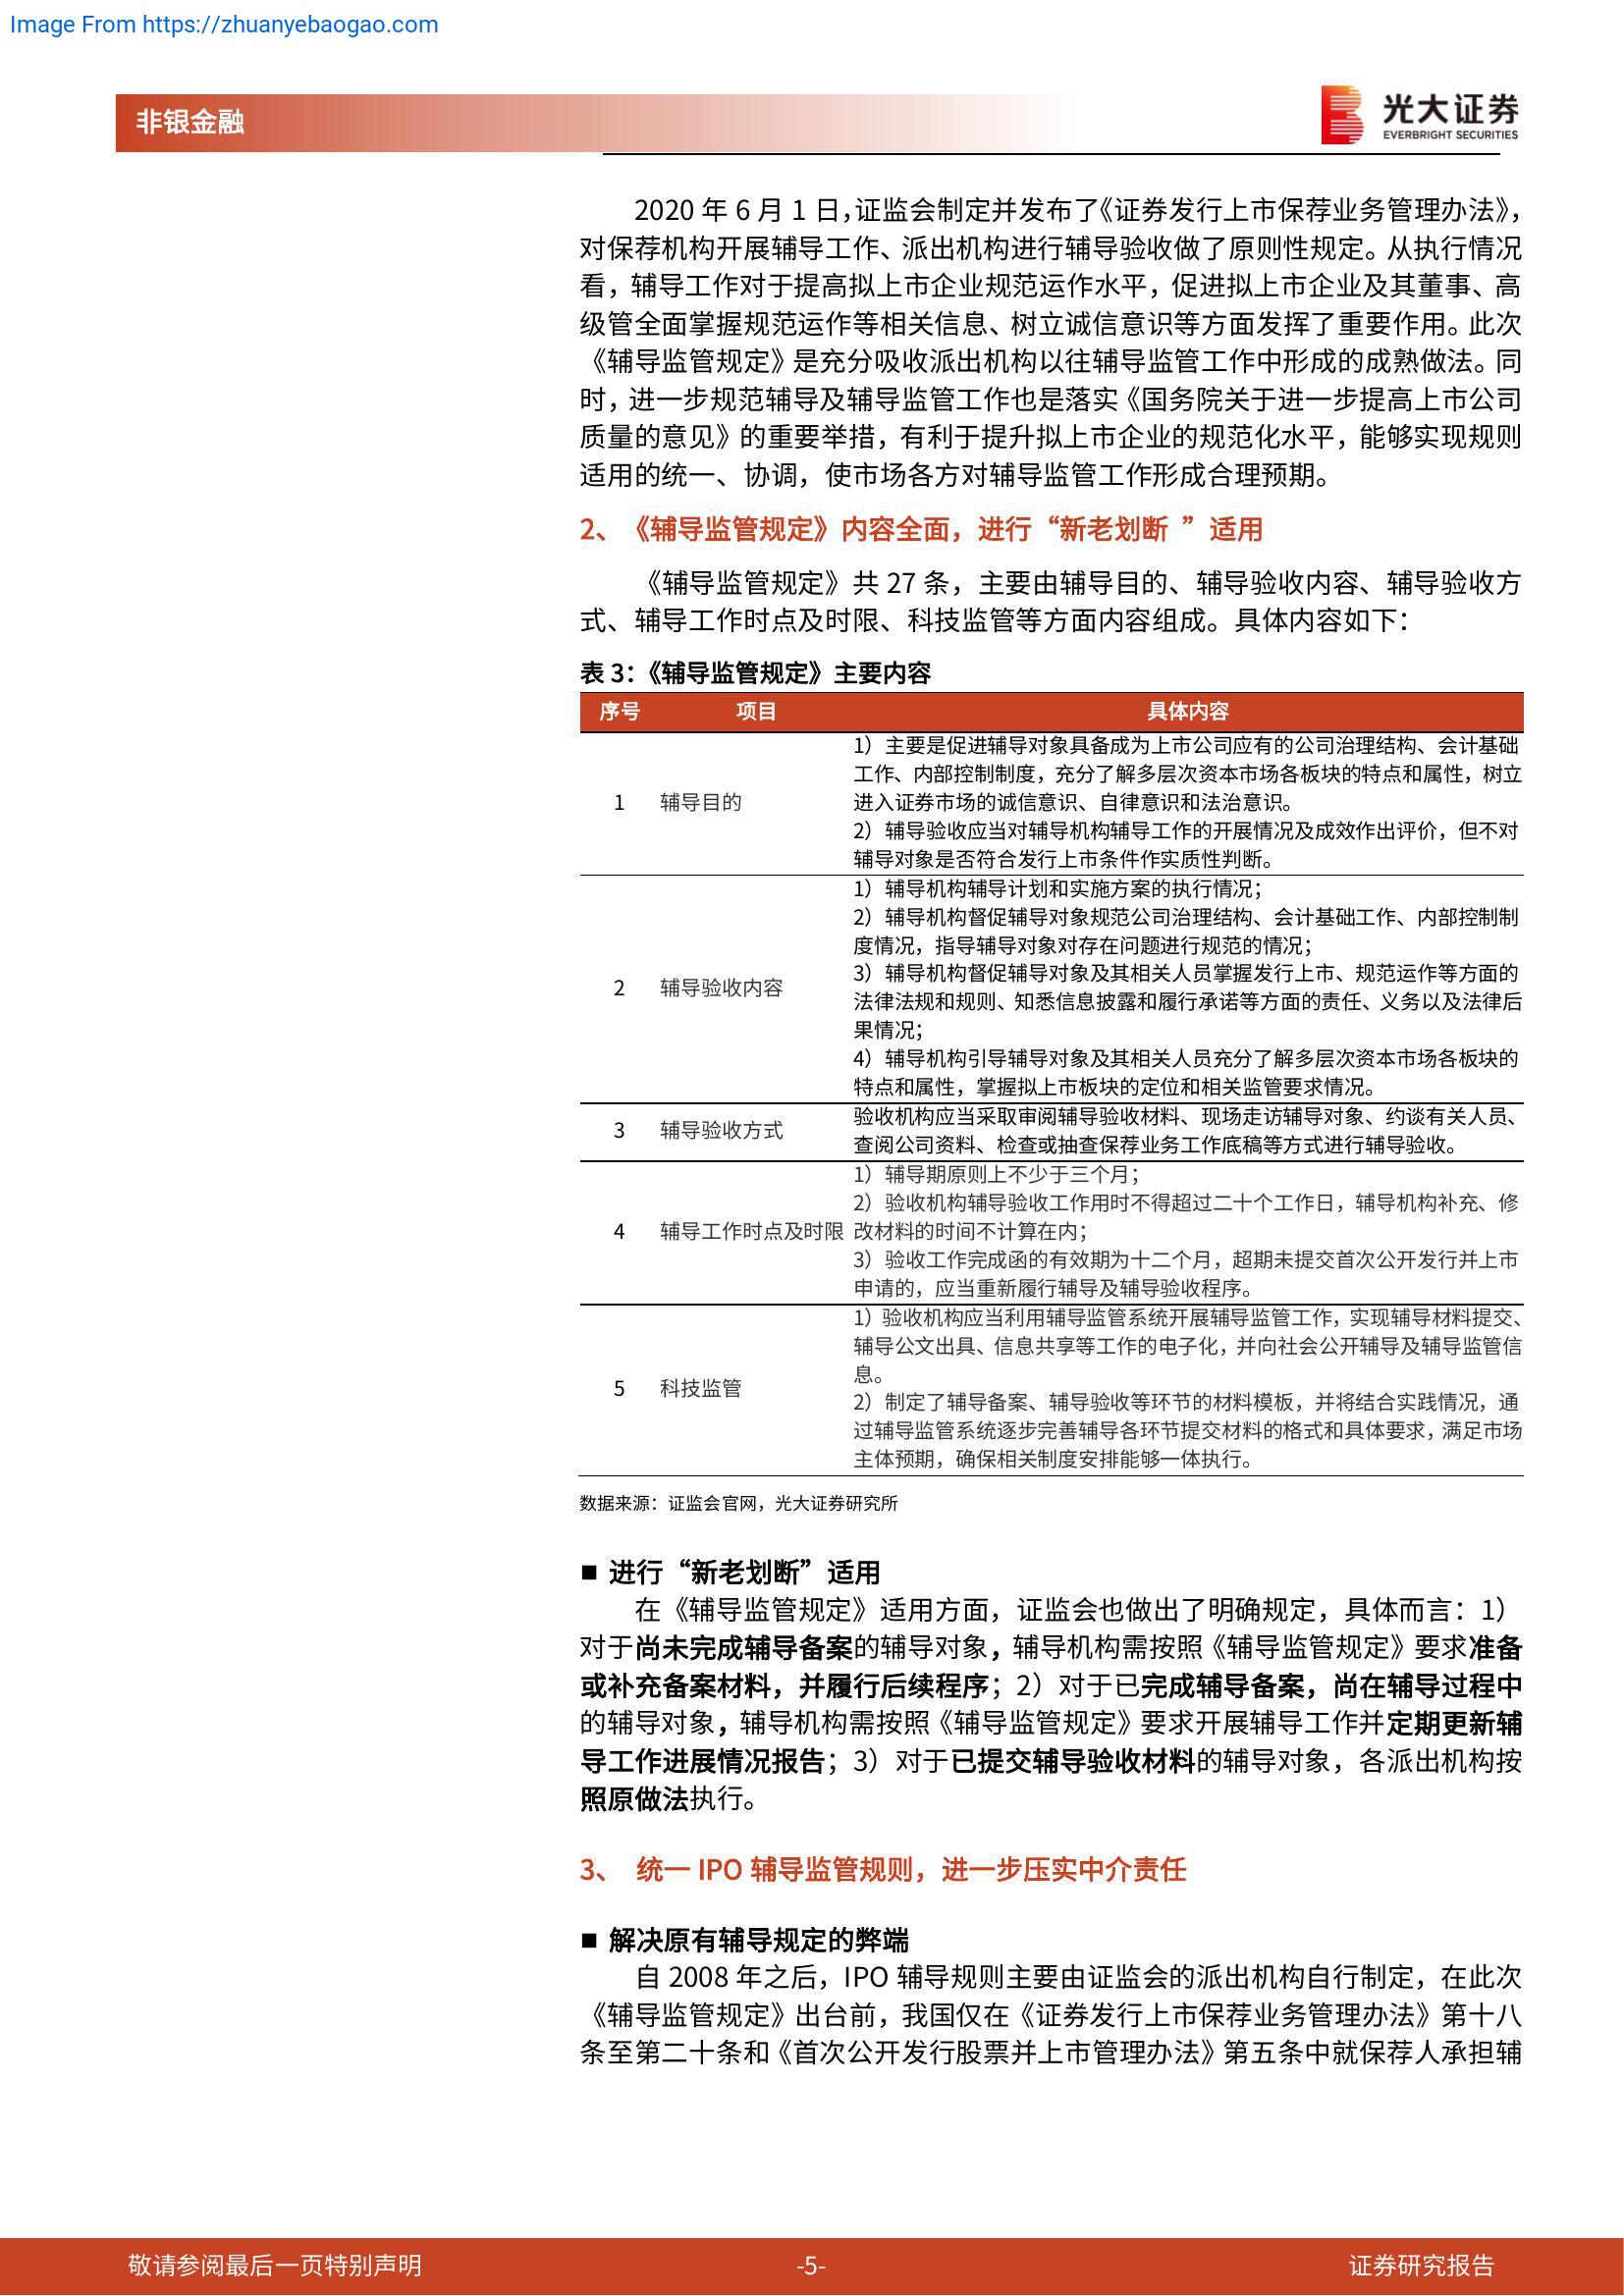 Image From https://zhuanyebaogao.com
非银金融
光大证券
EVERBRIGHT SECURITIES
2020 年 6 月 1 日，证监会制定并发布了《证券发行上市保荐业务管理办法》，
对保荐机构开展辅导工作、派出机构进行辅导验收做了原则性规定。从执行情况
看，辅导工作对于提高拟上市企业规范运作水平，促进拟上市企业及其董事、高
级管全面掌握规范运作等相关信息、树立诚信意识等方面发挥了重要作用。此次
《辅导监管规定》是充分吸收派出机构以往辅导监管工作中形成的成熟做法。同
时，进一步规范辅导及辅导监管工作也是落实《国务院关于进一步提高上市公司
质量的意见》的重要举措，有利于提升拟上市企业的规范化水平，能够实现规则
适用的统一、协调，使市场各方对辅导监管工作形成合理预期。
2、《辅导监管规定》内容全面，进行“新老划断 ”适用
《辅导监管规定》共 27 条，主要由辅导目的、辅导验收内容、辅导验收方
式、辅导工作时点及时限、科技监管等方面内容组成。具体内容如下：
表 3：《辅导监管规定》主要内容
序号 项目 具体内容
1）主要是促进辅导对象具备成为上市公司应有的公司治理结构、会计基础
工作、内部控制制度，充分了解多层次资本市场各板块的特点和属性，树立
1 辅导目的 进入证券市场的诚信意识、自律意识和法治意识。
2）辅导验收应当对辅导机构辅导工作的开展情况及成效作出评价，但不对
辅导对象是否符合发行上市条件作实质性判断。
1）辅导机构辅导计划和实施方案的执行情况；
2）辅导机构督促辅导对象规范公司治理结构、会计基础工作、内部控制制
度情况，指导辅导对象对存在问题进行规范的情况；
3）辅导机构督促辅导对象及其相关人员掌握发行上市、规范运作等方面的
2 辅导验收内容 法律法规和规则、知悉信息披露和履行承诺等方面的责任、义务以及法律后
果情况；
4）辅导机构引导辅导对象及其相关人员充分了解多层次资本市场各板块的
特点和属性，掌握拟上市板块的定位和相关监管要求情况。
3 辅导验收方式 验收机构应当采取审阅辅导验收材料、现场走访辅导对象、约谈有关人员、
查阅公司资料、检查或抽查保荐业务工作底稿等方式进行辅导验收。
1）辅导期原则上不少于三个月；
2）验收机构辅导验收工作用时不得超过二十个工作日，辅导机构补充、修
4 辅导工作时点及时限 改材料的时间不计算在内；
3）验收工作完成函的有效期为十二个月，超期未提交首次公开发行并上市
申请的，应当重新履行辅导及辅导验收程序。
1）验收机构应当利用辅导监管系统开展辅导监管工作，实现辅导材料提交、
辅导公文出具、信息共享等工作的电子化，并向社会公开辅导及辅导监管信
息。
5 科技监管 2）制定了辅导备案、辅导验收等环节的材料模板，并将结合实践情况，通
过辅导监管系统逐步完善辅导各环节提交材料的格式和具体要求，满足市场
主体预期，确保相关制度安排能够一体执行。
数据来源：证监会官网，光大证券研究所
■ 进行“新老划断”适用
在《辅导监管规定》适用方面，证监会也做出了明确规定，具体而言：1）
对于尚未完成辅导备案的辅导对象，辅导机构需按照《辅导监管规定》要求准备
或补充备案材料，并履行后续程序；2）对于已完成辅导备案，尚在辅导过程中
的辅导对象，辅导机构需按照《辅导监管规定》要求开展辅导工作并定期更新辅
导工作进展情况报告；3）对于已提交辅导验收材料的辅导对象，各派出机构按
照原做法执行。
3、 统一 IPO 辅导监管规则，进一步压实中介责任
■ 解决原有辅导规定的弊端
自 2008 年之后，IPO 辅导规则主要由证监会的派出机构自行制定，在此次
《辅导监管规定》出台前，我国仅在《证券发行上市保荐业务管理办法》第十八
条至第二十条和《首次公开发行股票并上市管理办法》第五条中就保荐人承担辅
敬请参阅最后一页特别声明 -5- 证券研究报告